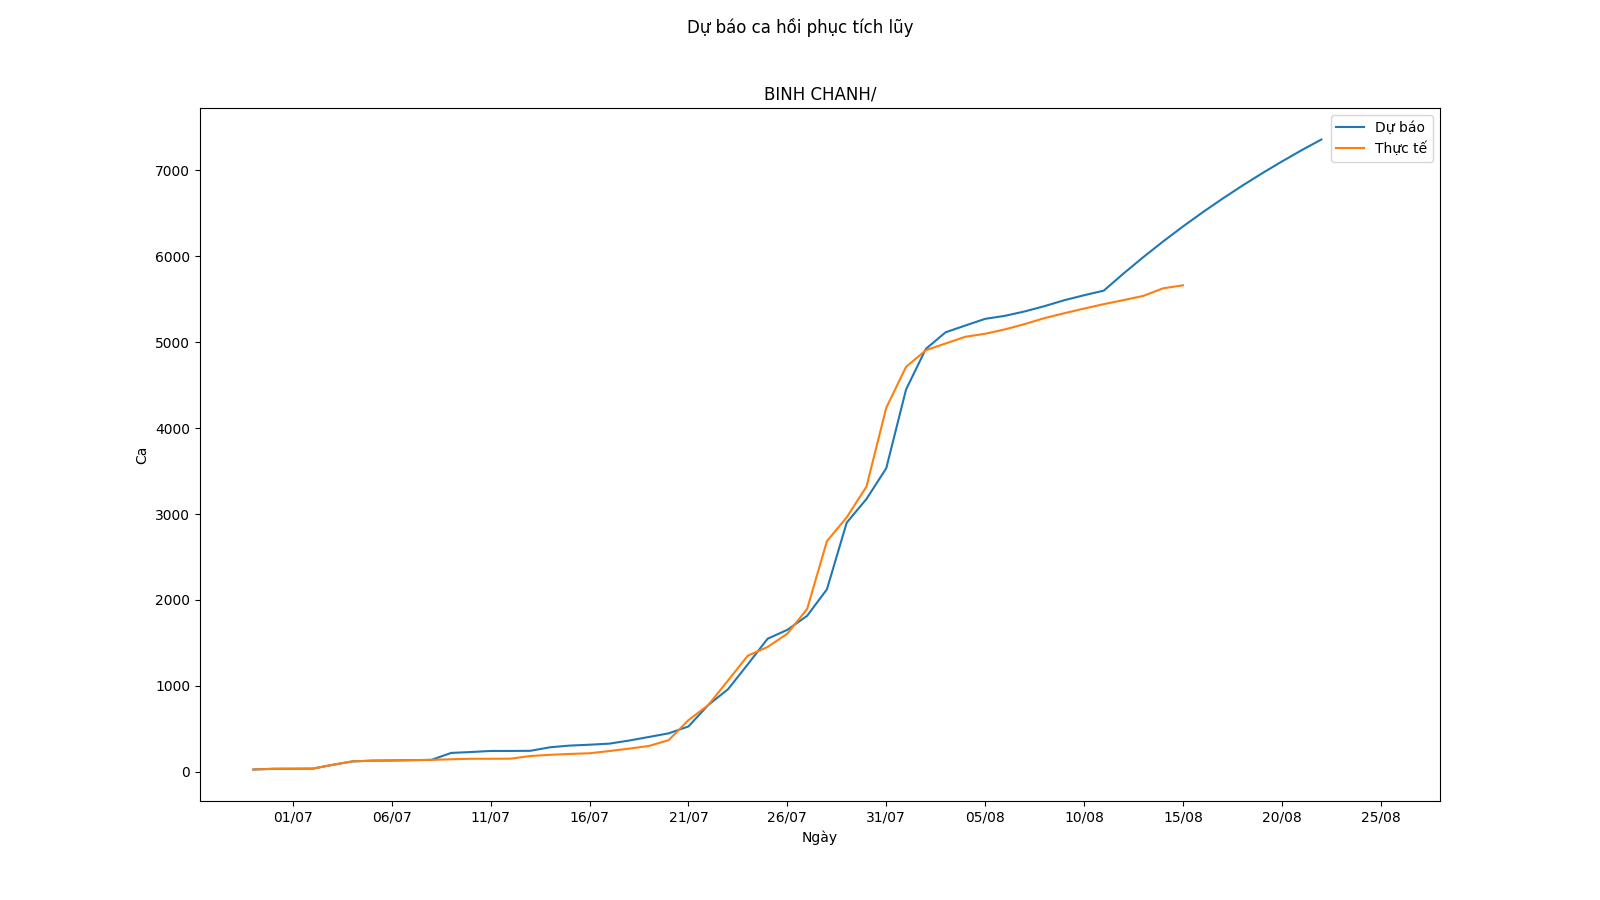 Dự báo ca hồi phục tích lũy
BINH CHANH/
Dự báo
Thực tế
7000
6000
5000
4000
3000
2000
1000
0
Ca
01/07 06/07 11/07 16/07 21/07 26/07 31/07 05/08 10/08 15/08 20/08 25/08
Ngày